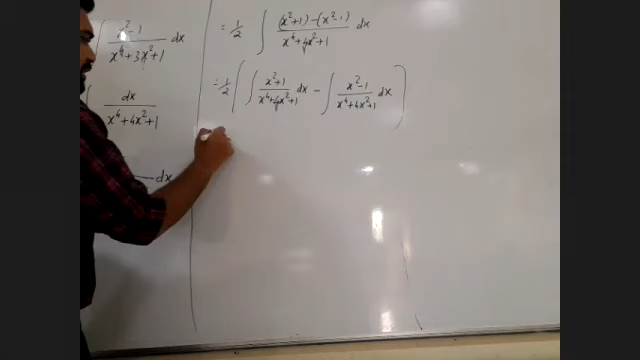 ∫ x²-1 / x⁴+3x²+1 dx
∫ dx / x⁴+4x²+1
dx
= 1/2 ∫ (x²+1)-(x²-1) / x⁴+4x²+1 dx
= 1/2 ( ∫ x²+1 / x⁴+4x²+1 dx - ∫ x²-1 / x⁴+4x²+1 dx )